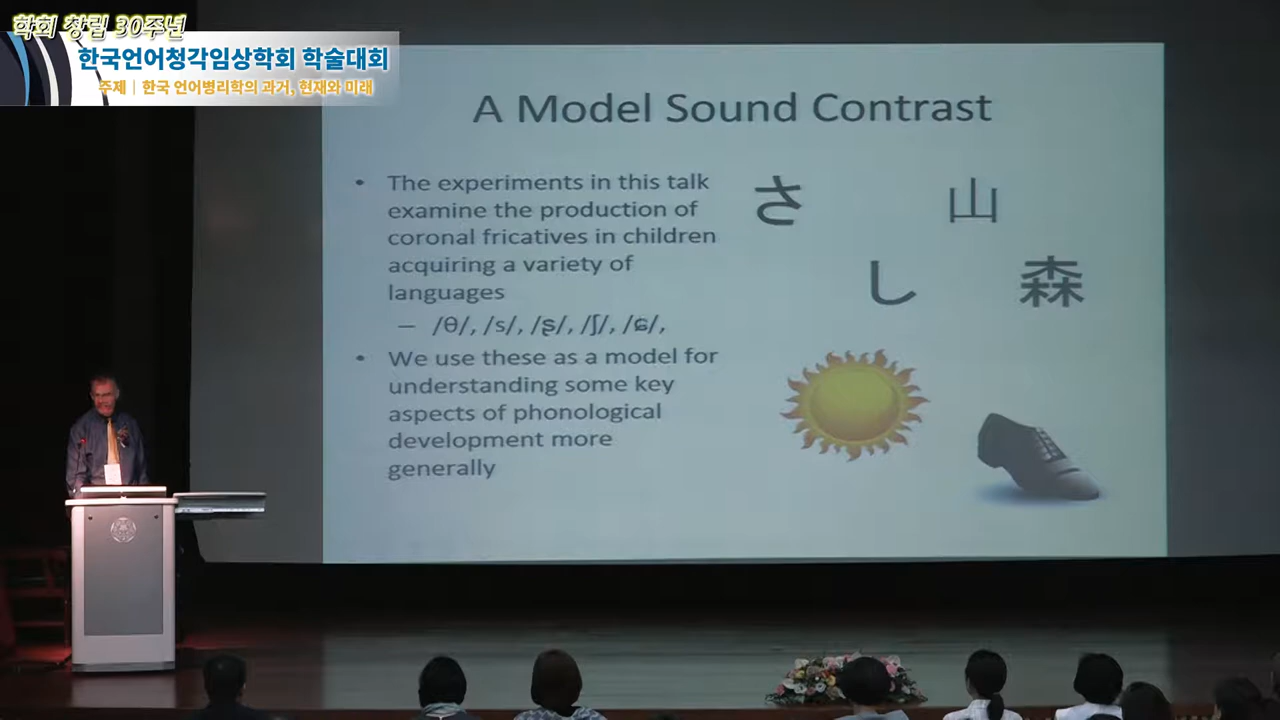 학회 창립 30주년
한국언어청각임상학회 학술대회
주제 | 한국 언어병리학의 과거, 현재와 미래
A Model Sound Contrast
• The experiments in this talk
examine the production of
coronal fricatives in children
acquiring a variety of
languages
– /θ/, /s/, /ʂ/, /ʃ/, /ɕ/,
• We use these as a model for
understanding some key
aspects of phonological
development more
generally
さ 山
し 森